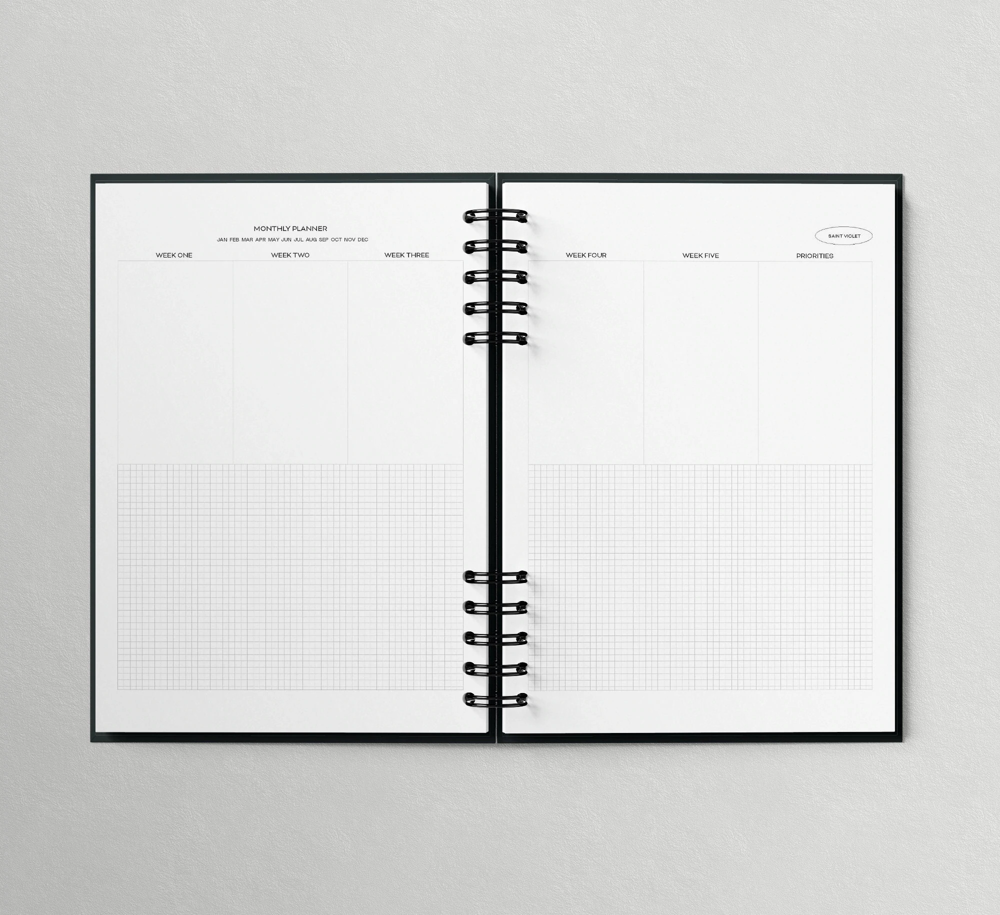 MONTHLY PLANNER
JAN FEB MAR APR MAY JUN JUL AUG SEP OCT NOV DEC
WEEK ONE
WEEK TWO
WEEK THREE
SAINT VIOLET
WEEK FOUR
WEEK FIVE
PRIORITIES